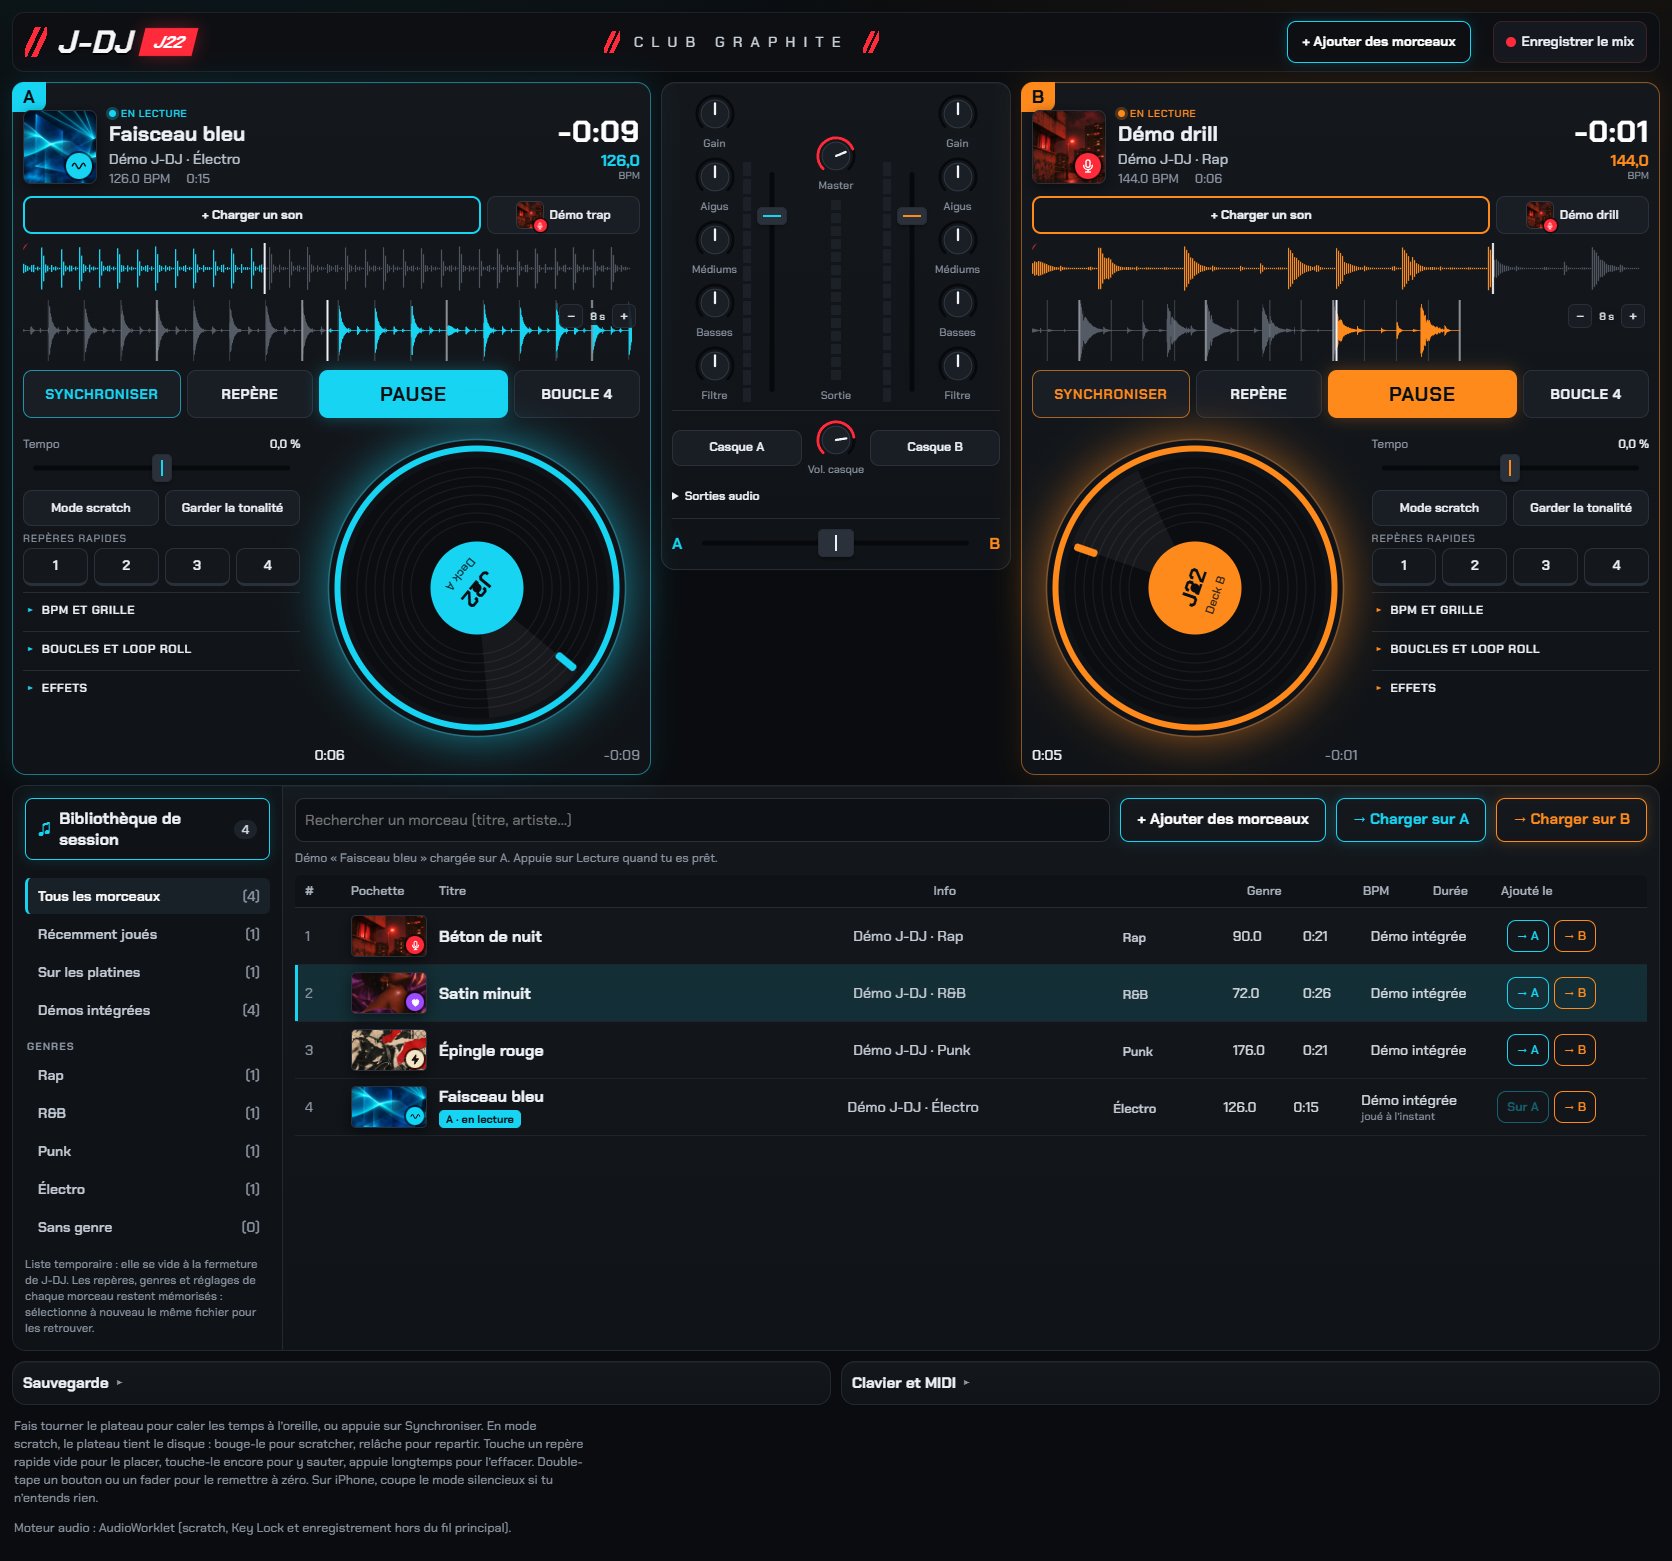 J-DJ J22
CLUB GRAPHITE
+ Ajouter des morceaux
Enregistrer le mix
A
EN LECTURE
Faisceau bleu
Démo J-DJ · Électro
126.0 BPM 0:15
-0:09
126,0
BPM
+ Charger un son
Démo trap
− 8 s +
SYNCHRONISER
REPÈRE
PAUSE
BOUCLE 4
Tempo
0,0 %
Mode scratch
Garder la tonalité
REPÈRES RAPIDES
1 2 3 4
▸ BPM ET GRILLE
▸ BOUCLES ET LOOP ROLL
▸ EFFETS
J22
Deck A
0:06
-0:09
Gain
Aigus
Médiums
Basses
Filtre
Master
Sortie
Gain
Aigus
Médiums
Basses
Filtre
Casque A
Vol. casque
Casque B
▶ Sorties audio
A
B
B
EN LECTURE
Démo drill
Démo J-DJ · Rap
144.0 BPM 0:06
-0:01
144,0
BPM
+ Charger un son
Démo drill
− 8 s +
SYNCHRONISER
REPÈRE
PAUSE
BOUCLE 4
J22
Deck B
0:05
-0:01
Tempo
0,0 %
Mode scratch
Garder la tonalité
REPÈRES RAPIDES
1 2 3 4
▸ BPM ET GRILLE
▸ BOUCLES ET LOOP ROLL
▸ EFFETS
Bibliothèque de
session
4
Tous les morceaux (4)
Récemment joués (1)
Sur les platines (1)
Démos intégrées (4)
GENRES
Rap (1)
R&B (1)
Punk (1)
Électro (1)
Sans genre (0)
Liste temporaire : elle se vide à la fermeture
de J-DJ. Les repères, genres et réglages de
chaque morceau restent mémorisés :
sélectionne à nouveau le même fichier pour
les retrouver.
Rechercher un morceau (titre, artiste…)
+ Ajouter des morceaux
→ Charger sur A
→ Charger sur B
Démo « Faisceau bleu » chargée sur A. Appuie sur Lecture quand tu es prêt.
# Pochette Titre Info Genre BPM Durée Ajouté le
1 Béton de nuit Démo J-DJ · Rap Rap 90.0 0:21 Démo intégrée → A → B
2 Satin minuit Démo J-DJ · R&B R&B 72.0 0:26 Démo intégrée → A → B
3 Épingle rouge Démo J-DJ · Punk Punk 176.0 0:21 Démo intégrée → A → B
4 Faisceau bleu Démo J-DJ · Électro Électro 126.0 0:15 Démo intégrée Sur A → B
A · en lecture
joué à l'instant
Sauvegarde ▸
Clavier et MIDI ▸
Fais tourner le plateau pour caler les temps à l'oreille, ou appuie sur Synchroniser. En mode
scratch, le plateau tient le disque : bouge-le pour scratcher, relâche pour repartir. Touche un repère
rapide vide pour le placer, touche-le encore pour y sauter, appuie longtemps pour l'effacer. Double-
tape un bouton ou un fader pour le remettre à zéro. Sur iPhone, coupe le mode silencieux si tu
n'entends rien.
Moteur audio : AudioWorklet (scratch, Key Lock et enregistrement hors du fil principal).